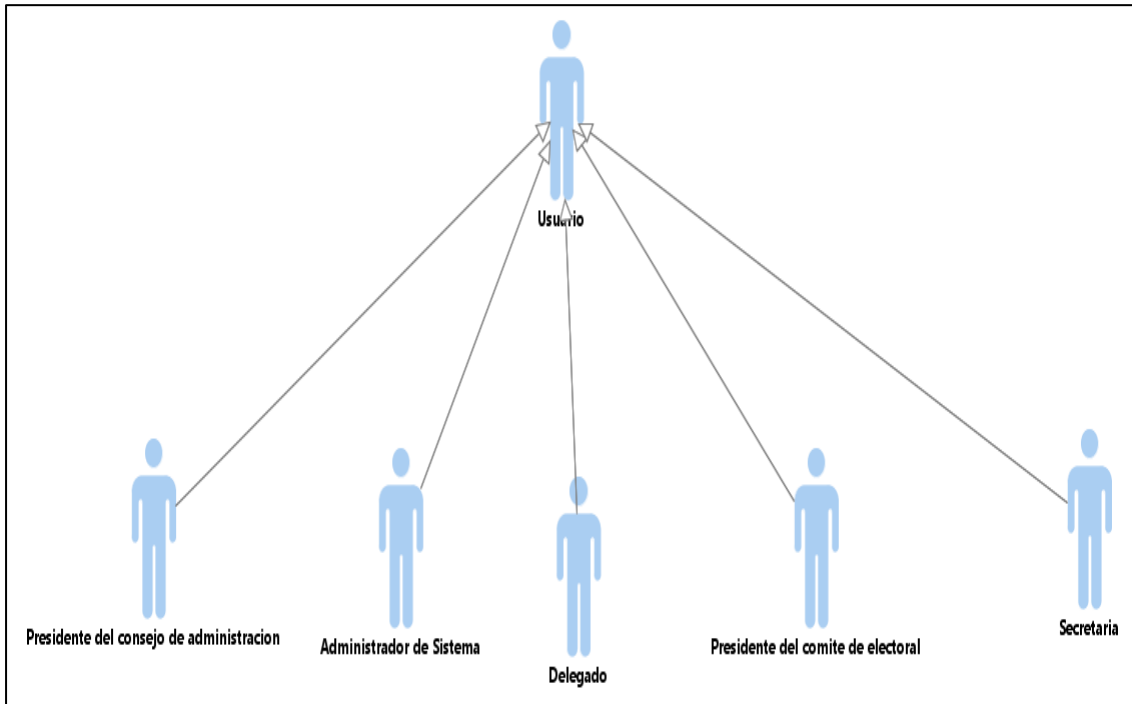 Usuario
Presidente del consejo de administracion
Administrador de Sistema
Delegado
Presidente del comite de electoral
Secretaria